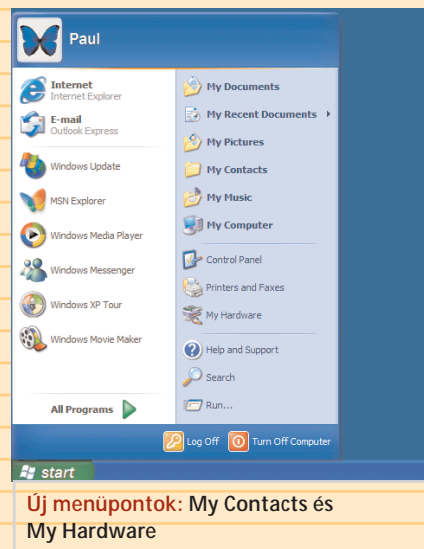 Paul
Internet
Internet Explorer
E-mail
Outlook Express
Windows Update
MSN Explorer
Windows Media Player
Windows Messenger
Windows XP Tour
Windows Movie Maker
All Programs
My Documents
My Recent Documents
My Pictures
My Contacts
My Music
My Computer
Control Panel
Printers and Faxes
My Hardware
Help and Support
Search
Run...
Log Off
Turn Off Computer
start
Új menüpontok: My Contacts és
My Hardware